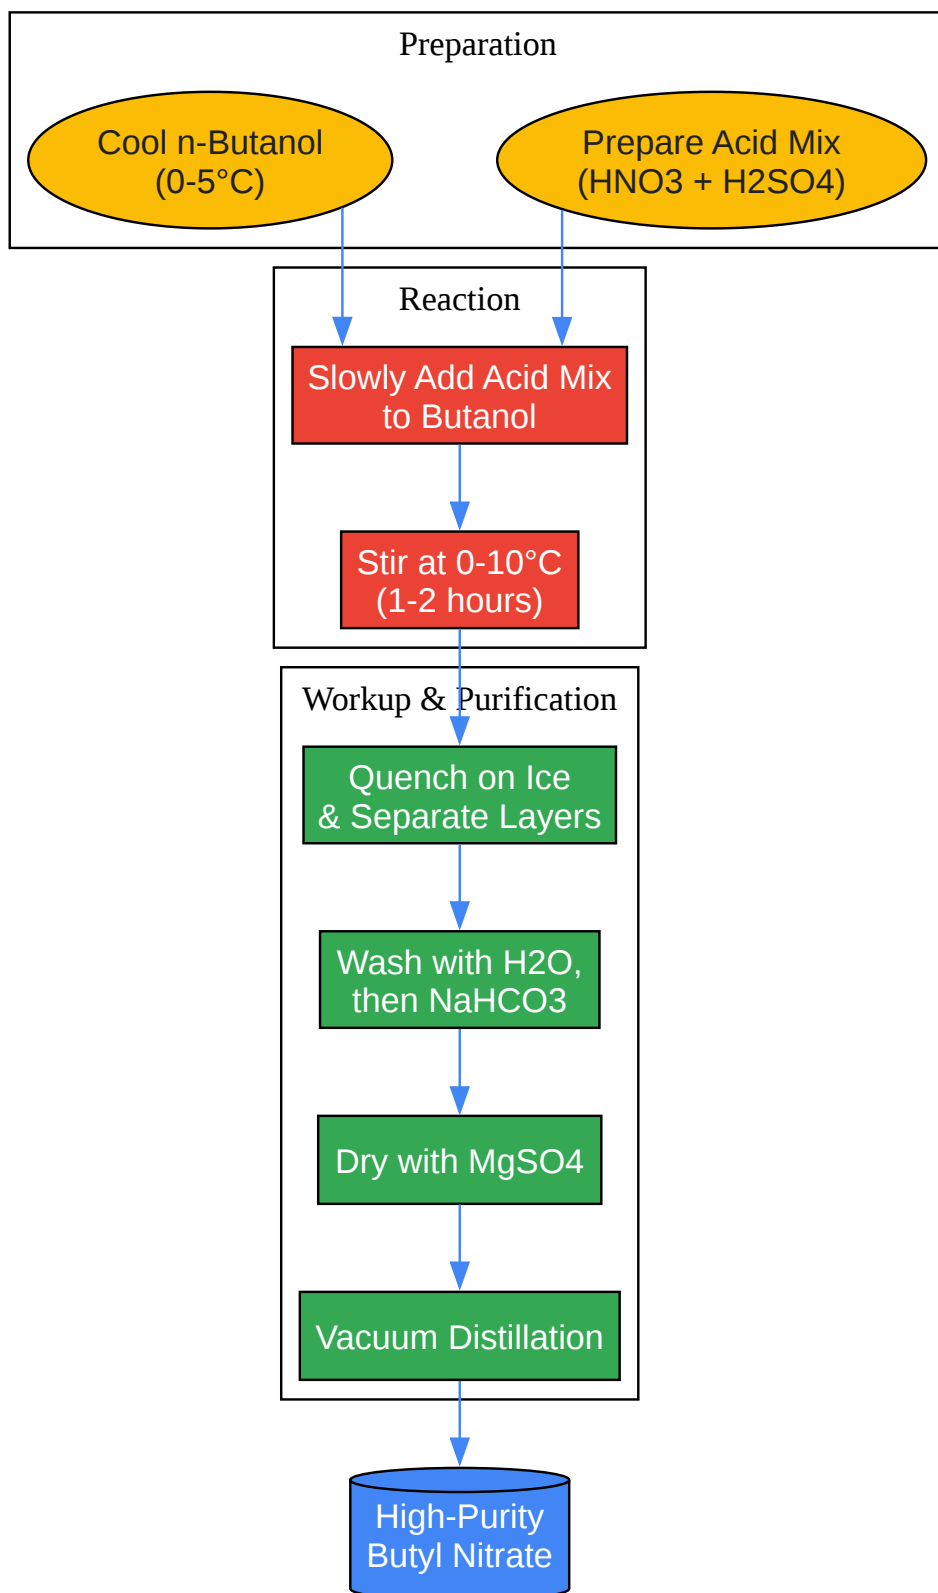 Preparation
Cool n-Butanol
(0-5°C)
Prepare Acid Mix
(HNO3 + H2SO4)
Reaction
Slowly Add Acid Mix
to Butanol
Stir at 0-10°C
(1-2 hours)
Workup & Purification
Quench on Ice
& Separate Layers
Wash with H2O,
then NaHCO3
Dry with MgSO4
Vacuum Distillation
High-Purity
Butyl Nitrate